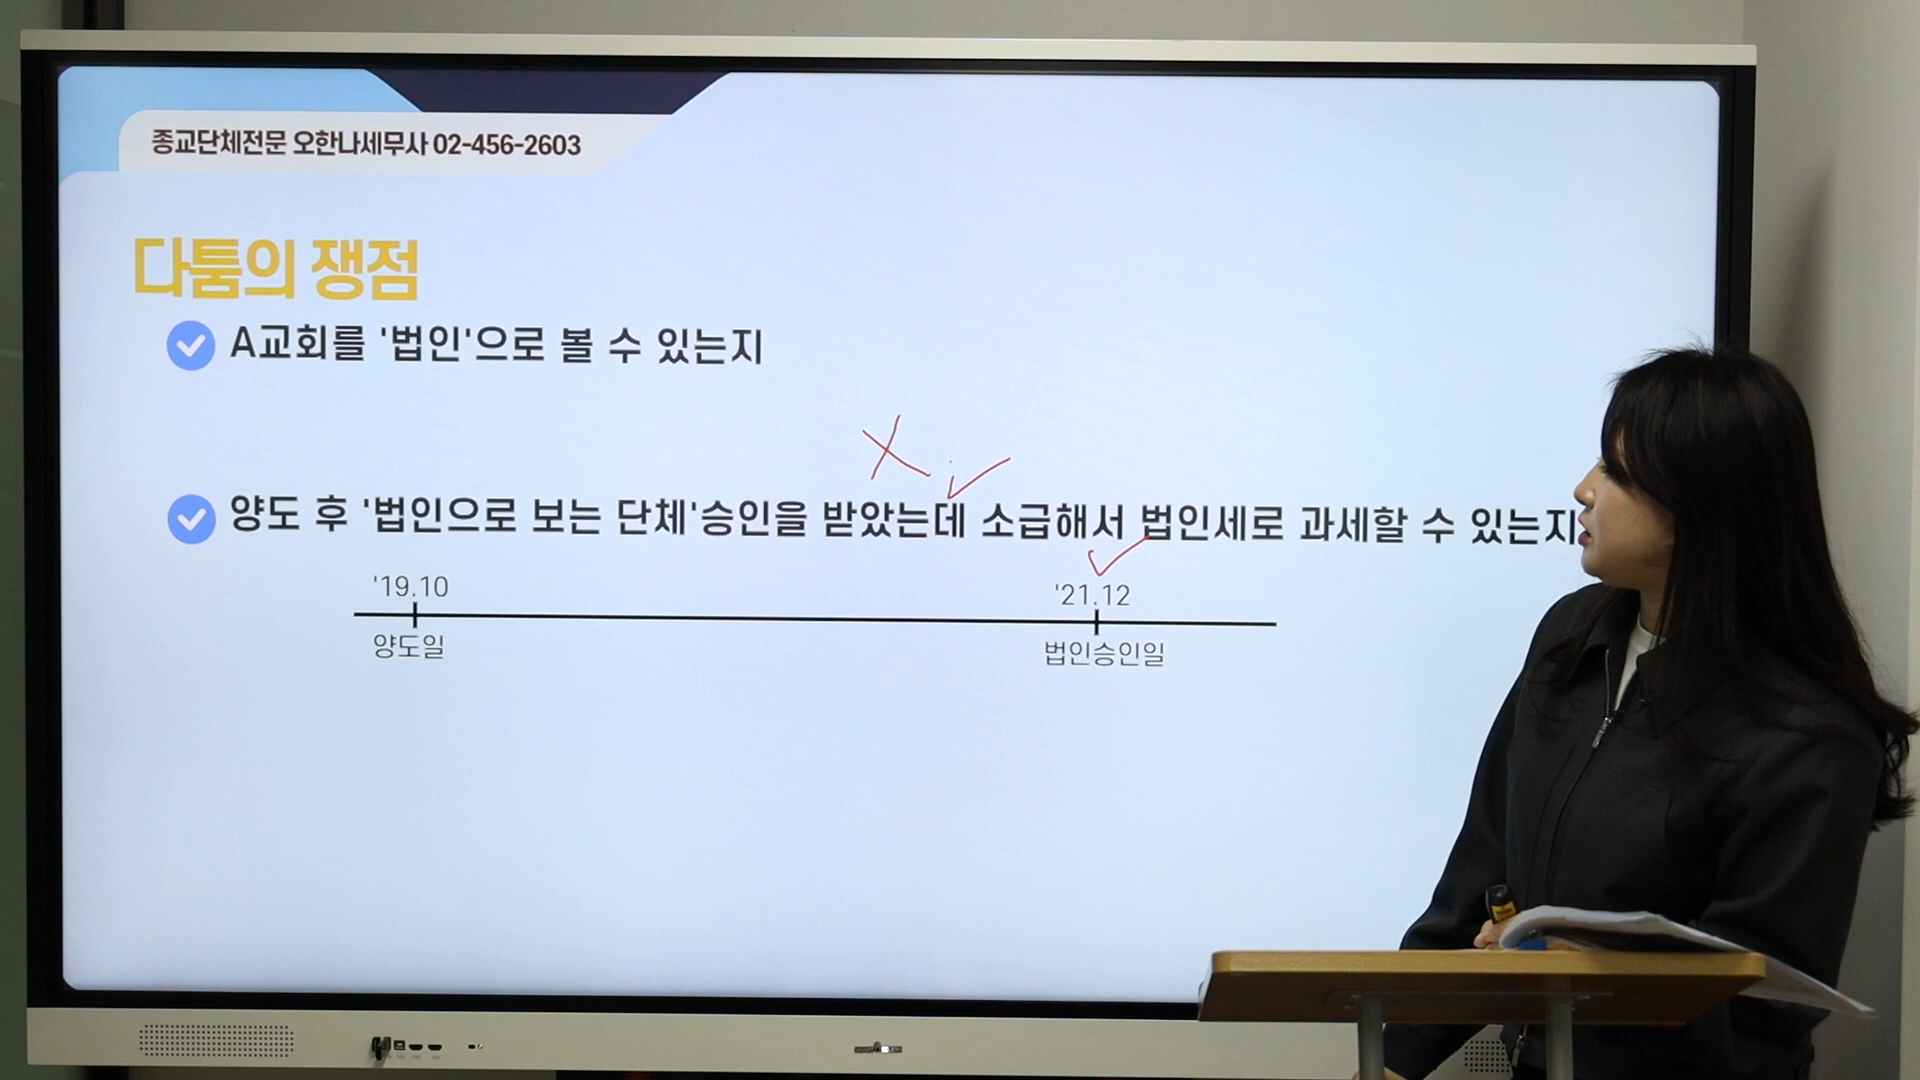 종교단체전문 오한나세무사 02-456-2603
다툼의 쟁점
A교회를 '법인'으로 볼 수 있는지
X
양도 후 '법인으로 보는 단체'승인을 받았는데 소급해서 법인세로 과세할 수 있는지
'19.10 '21.12
양도일 법인승인일